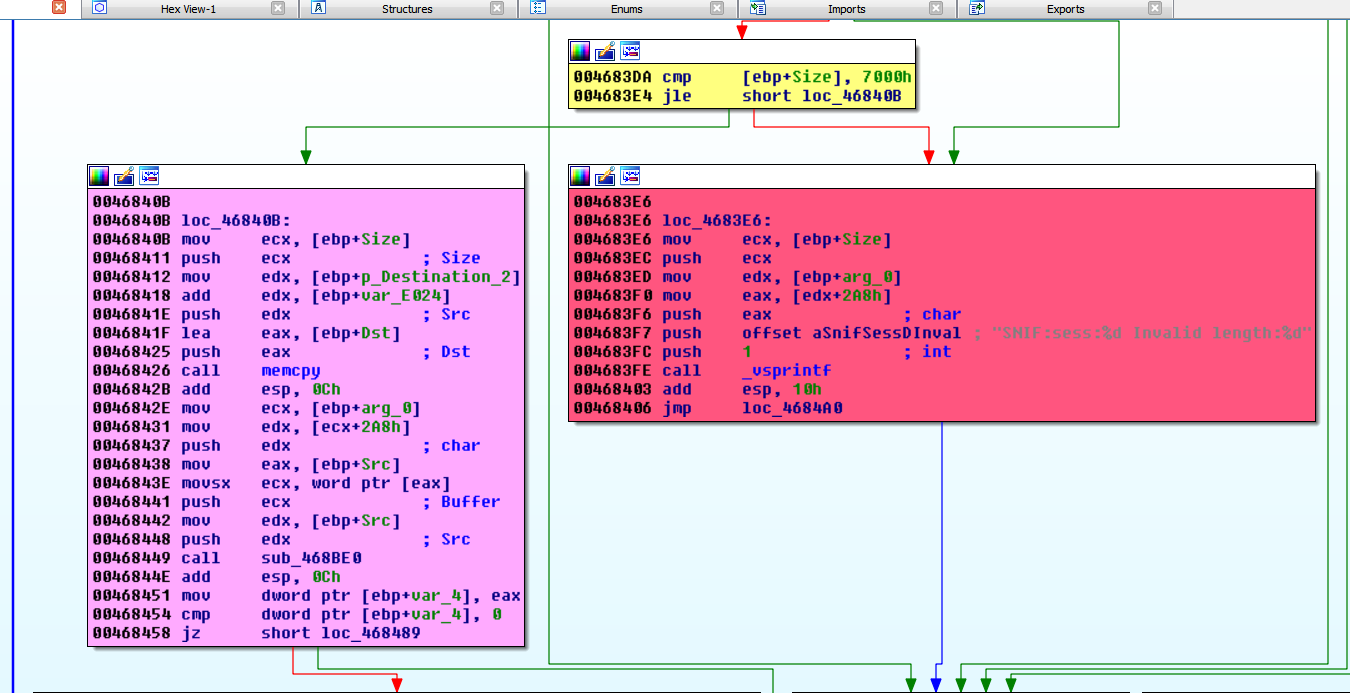 Hex View-1
Structures
Enums
Imports
Exports
004683DA cmp [ebp+Size], 7000h
004683E4 jle short loc_46840B
0046840B
0046840B loc_46840B:
0046840B mov ecx, [ebp+Size]
00468411 push ecx ; Size
00468412 mov edx, [ebp+p_Destination_2]
00468418 add edx, [ebp+var_E024]
0046841E push edx ; Src
0046841F lea eax, [ebp+Dst]
00468425 push eax ; Dst
00468426 call memcpy
0046842B add esp, 0Ch
0046842E mov ecx, [ebp+arg_0]
00468431 mov edx, [ecx+2A8h]
00468437 push edx ; char
00468438 mov eax, [ebp+Src]
0046843E movsx ecx, word ptr [eax]
00468441 push ecx ; Buffer
00468442 mov edx, [ebp+Src]
00468448 push edx ; Src
00468449 call sub_468BE0
0046844E add esp, 0Ch
00468451 mov dword ptr [ebp+var_4], eax
00468454 cmp dword ptr [ebp+var_4], 0
00468458 jz short loc_468489
004683E6
004683E6 loc_4683E6:
004683E6 mov ecx, [ebp+Size]
004683EC push ecx
004683ED mov edx, [ebp+arg_0]
004683F0 mov eax, [edx+2A8h]
004683F6 push eax ; char
004683F7 push offset aSnifSessDInval ; "SNIF:sess:%d Invalid length:%d"
004683FC push 1 ; int
004683FE call _vsprintf
00468403 add esp, 10h
00468406 jmp loc_4684A0